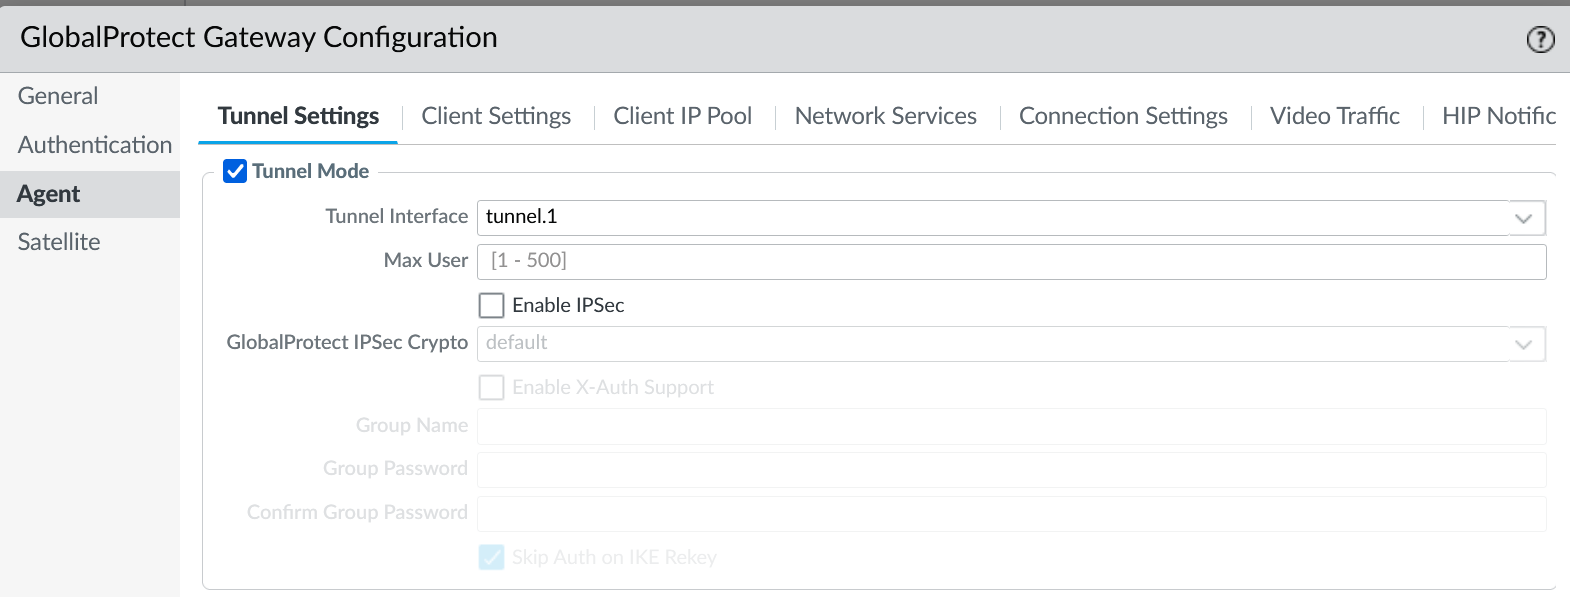 GlobalProtect Gateway Configuration
?
General
Authentication
Agent
Satellite
Tunnel Settings
Client Settings
Client IP Pool
Network Services
Connection Settings
Video Traffic
HIP Notific
Tunnel Mode
Tunnel Interface tunnel.1
Max User [1 - 500]
Enable IPSec
GlobalProtect IPSec Crypto default
Enable X-Auth Support
Group Name
Group Password
Confirm Group Password
Skip Auth on IKE Rekey